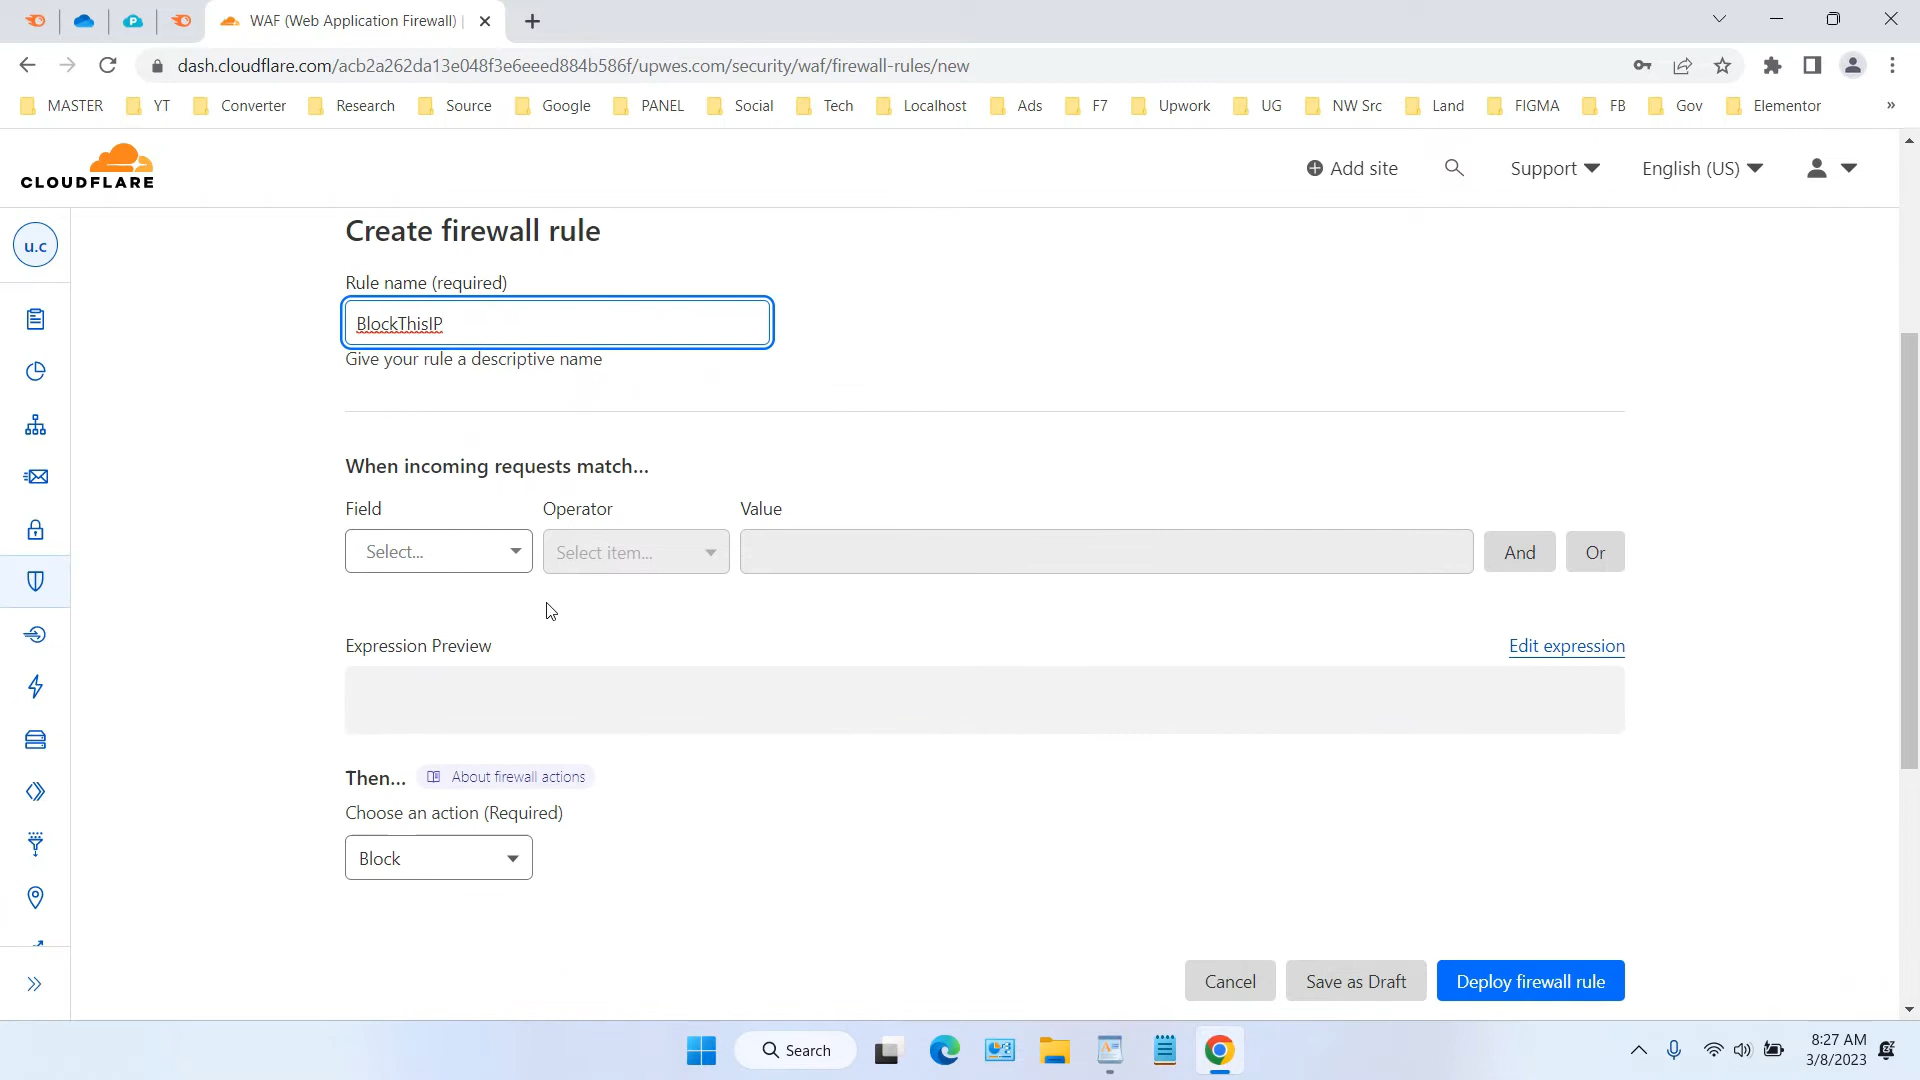 WAF (Web Application Firewall) |
dash.cloudflare.com/acb2a262da13e048f3e6eeed884b586f/upwes.com/security/waf/firewall-rules/new
MASTER YT Converter Research Source Google PANEL Social Tech Localhost Ads F7 Upwork UG NW Src Land FIGMA FB Gov Elementor »
CLOUDFLARE
Add site Support English (US)
u.c
Create firewall rule
Rule name (required)
BlockThisIP
Give your rule a descriptive name
When incoming requests match...
Field Operator Value
Select... Select item... And Or
Expression Preview Edit expression
Then... About firewall actions
Choose an action (Required)
Block
Cancel Save as Draft Deploy firewall rule
Search
8:27 AM
3/8/2023